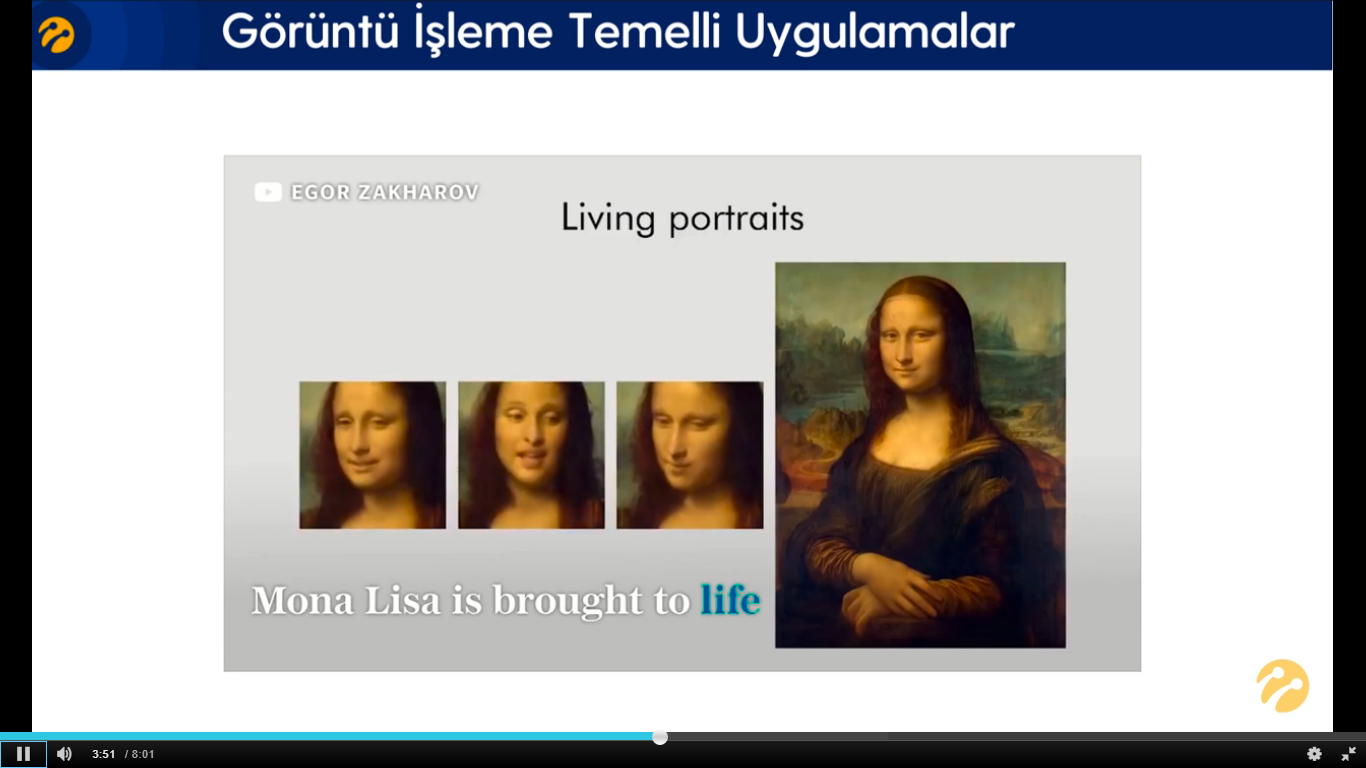 Görüntü İşleme Temelli Uygulamalar
EGOR ZAKHAROV
Living portraits
Mona Lisa is brought to life
3:51 / 8:01